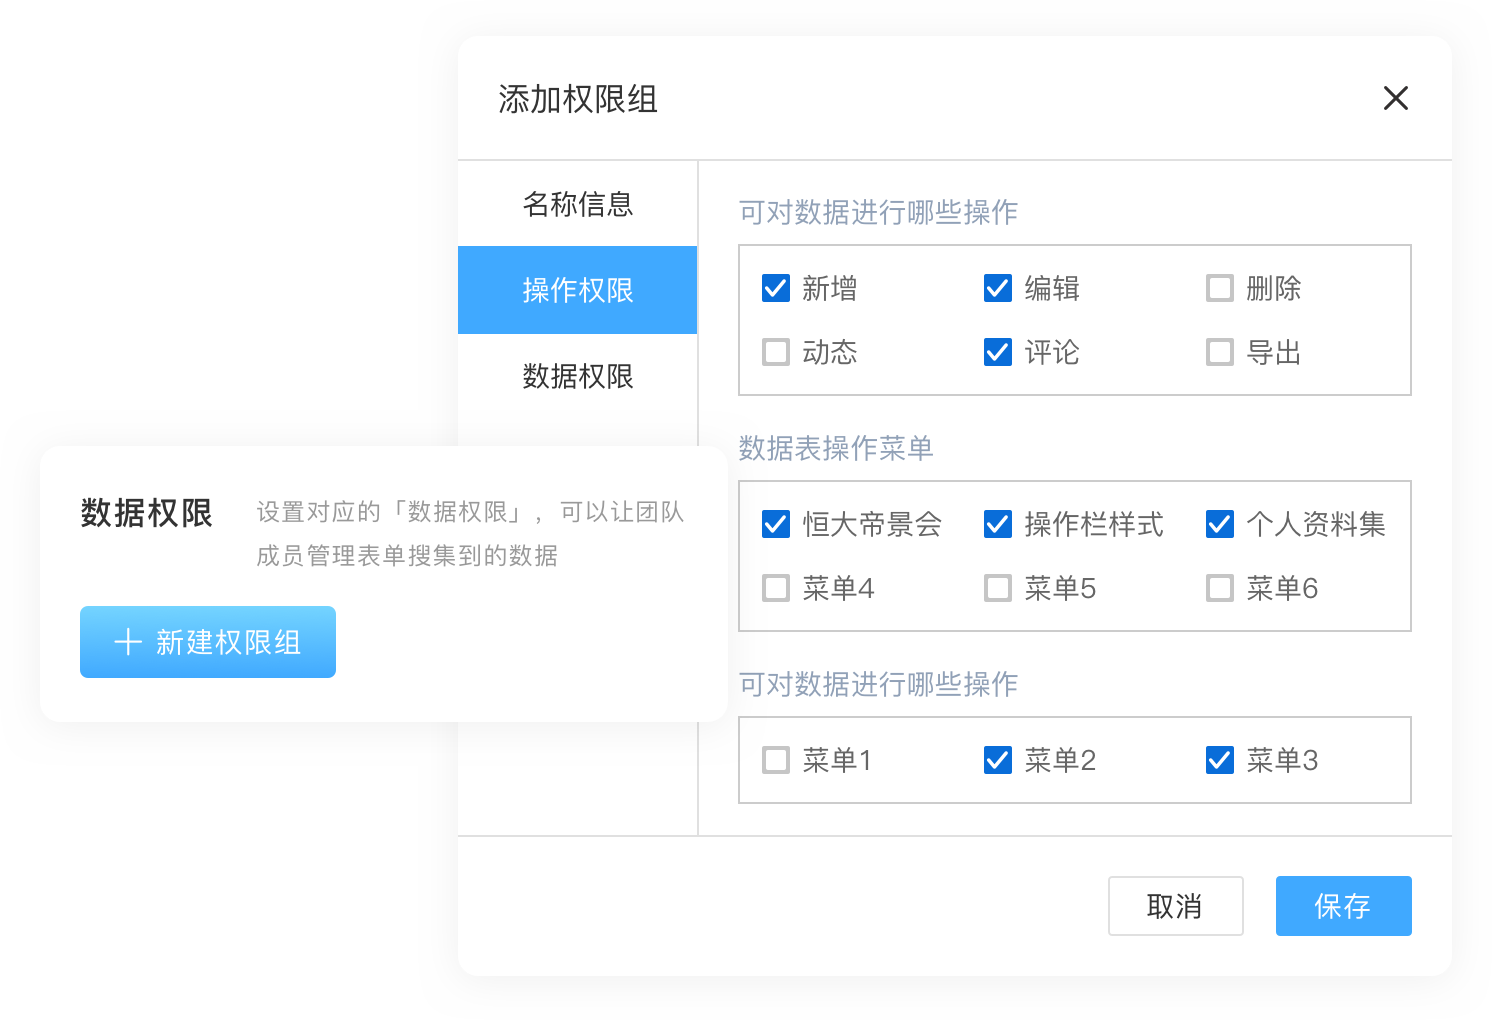 添加权限组
名称信息
操作权限
数据权限
可对数据进行哪些操作
新增 编辑 删除
动态 评论 导出
数据表操作菜单
恒大帝景会 操作栏样式 个人资料集
菜单4 菜单5 菜单6
可对数据进行哪些操作
菜单1 菜单2 菜单3
取消 保存
数据权限
设置对应的「数据权限」，可以让团队
成员管理表单搜集到的数据
新建权限组